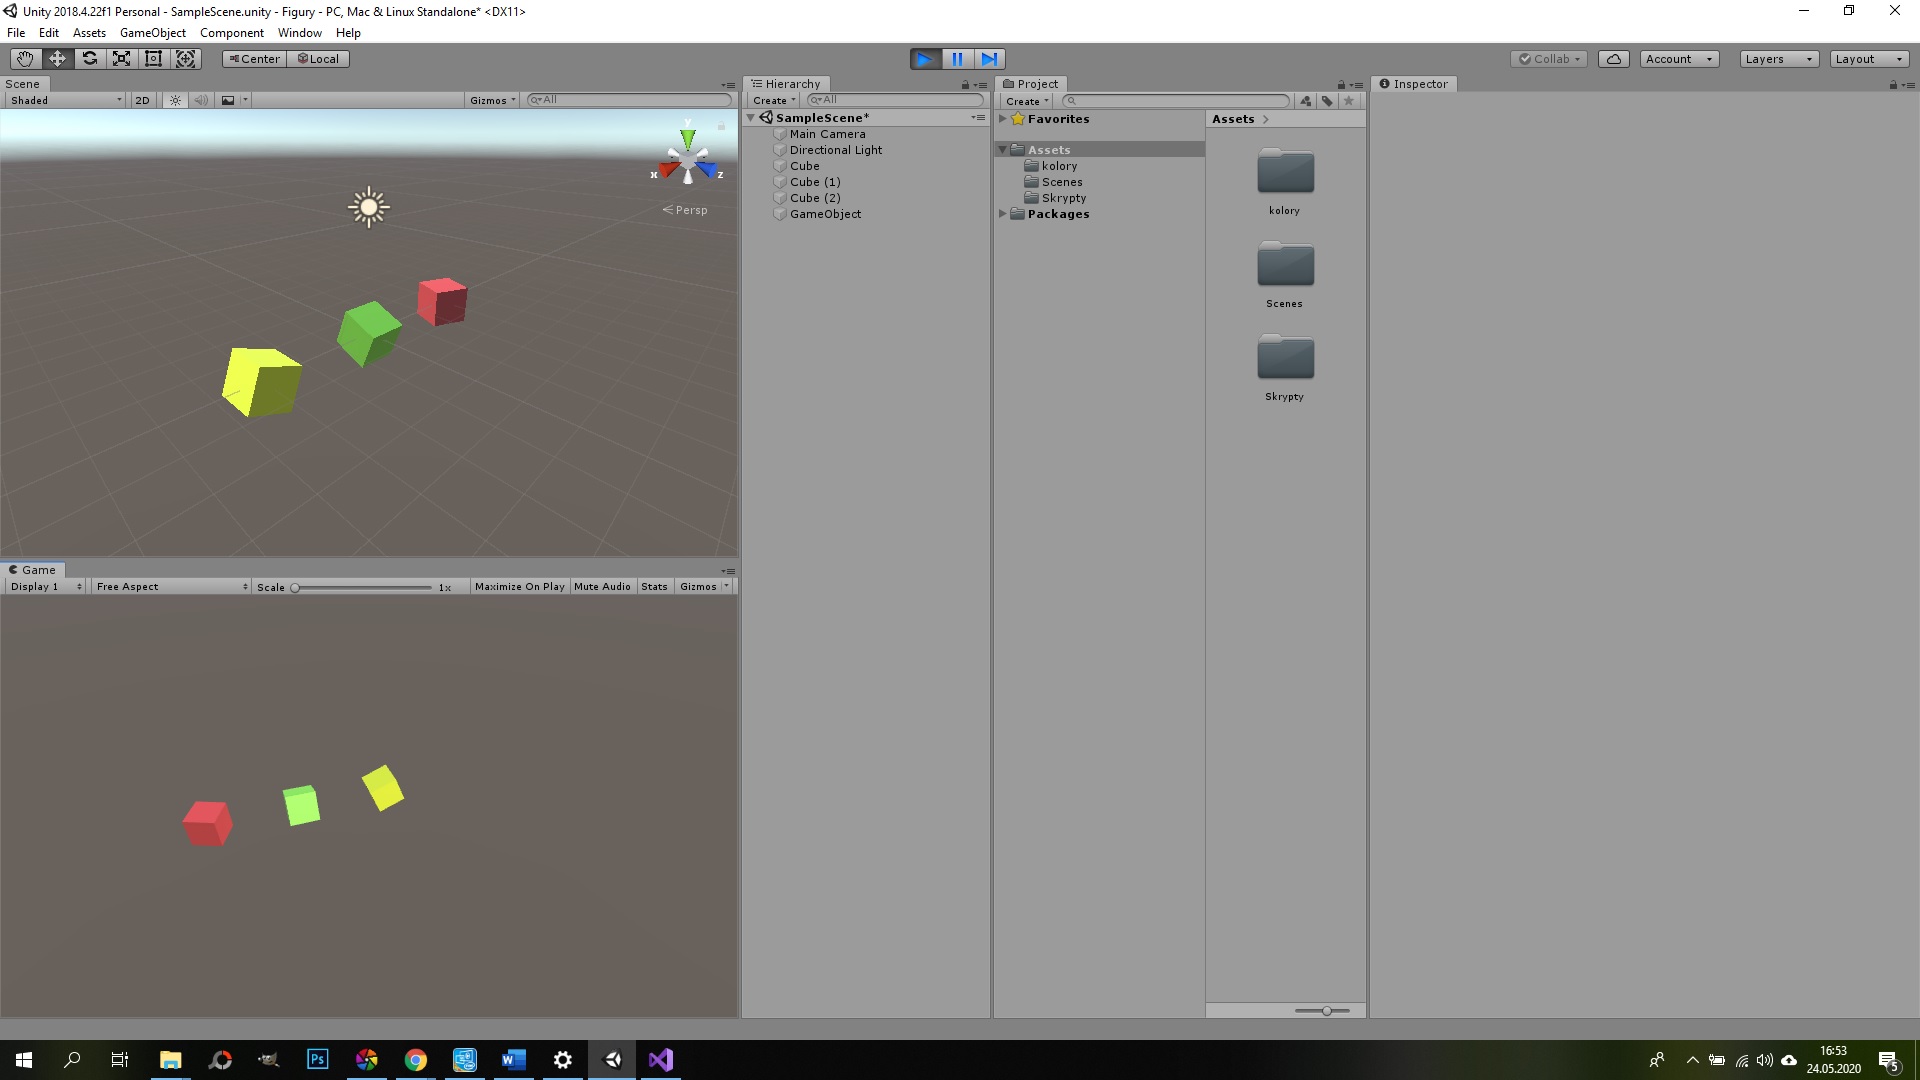 Unity 2018.4.22f1 Personal - SampleScene.unity - Figury - PC, Mac & Linux Standalone* <DX11>
File Edit Assets GameObject Component Window Help
Center Local Collab Account Layers Layout
Scene
Shaded 2D Gizmos All
y
x z
Persp
Game
Display 1 Free Aspect Scale 1x Maximize On Play Mute Audio Stats Gizmos
Hierarchy
Create All
SampleScene*
Main Camera
Directional Light
Cube
Cube (1)
Cube (2)
GameObject
Project
Create
Favorites
Assets
kolory
Scenes
Skrypty
Packages
Assets
kolory
Scenes
Skrypty
Inspector
Ps
16:53
24.05.2020
5